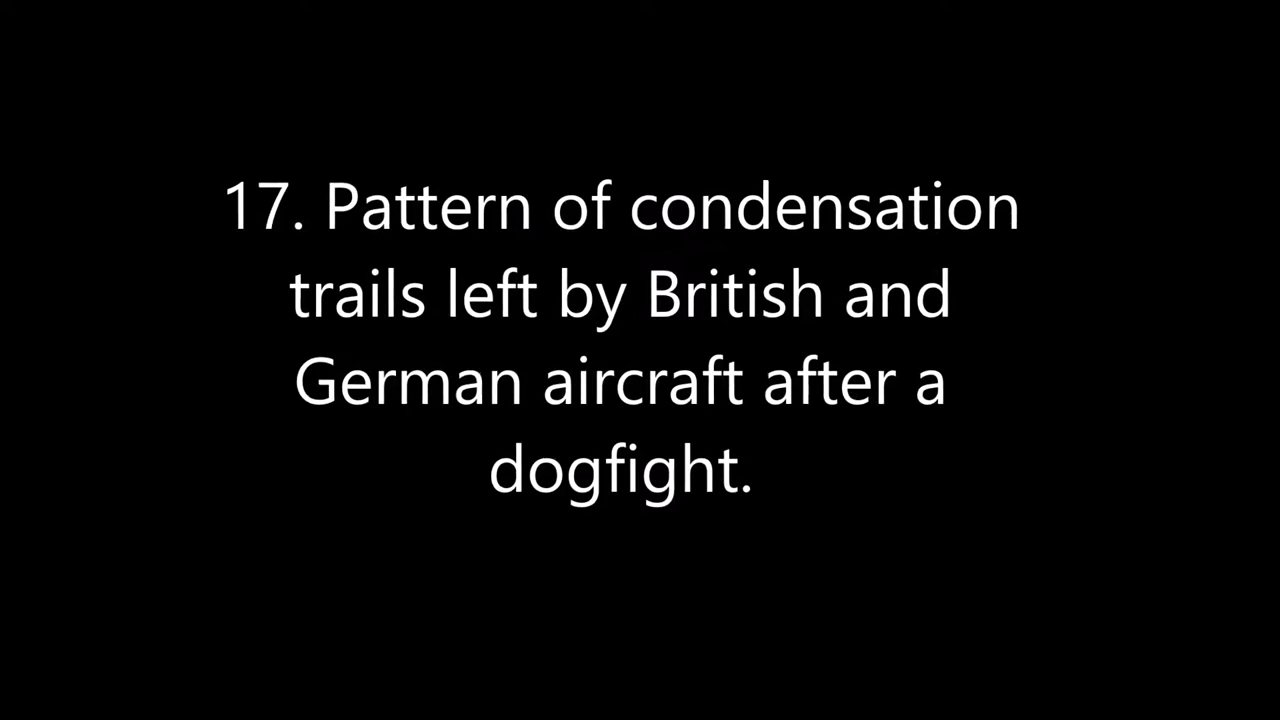 17. Pattern of condensation
trails left by British and
German aircraft after a
dogfight.